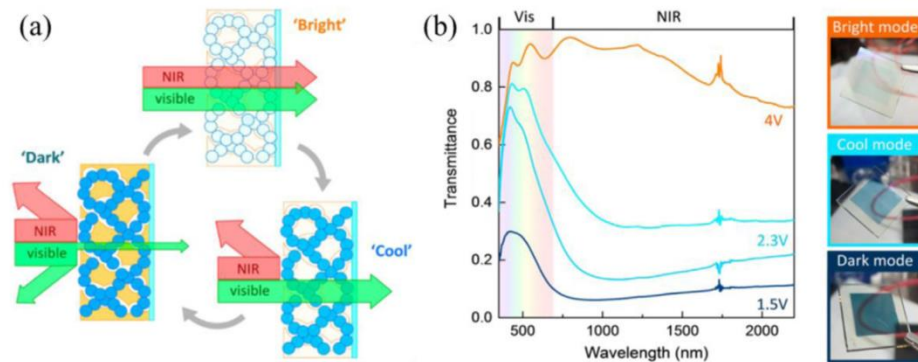 (a)
'Bright'
NIR
visible
'Dark'
NIR
visible
NIR
visible
'Cool'
(b)
Vis
NIR
1.0
0.8
0.6
0.4
0.2
0.0
Transmittance
4V
2.3V
1.5V
500
1000
1500
2000
Wavelength (nm)
Bright mode
Cool mode
Dark mode